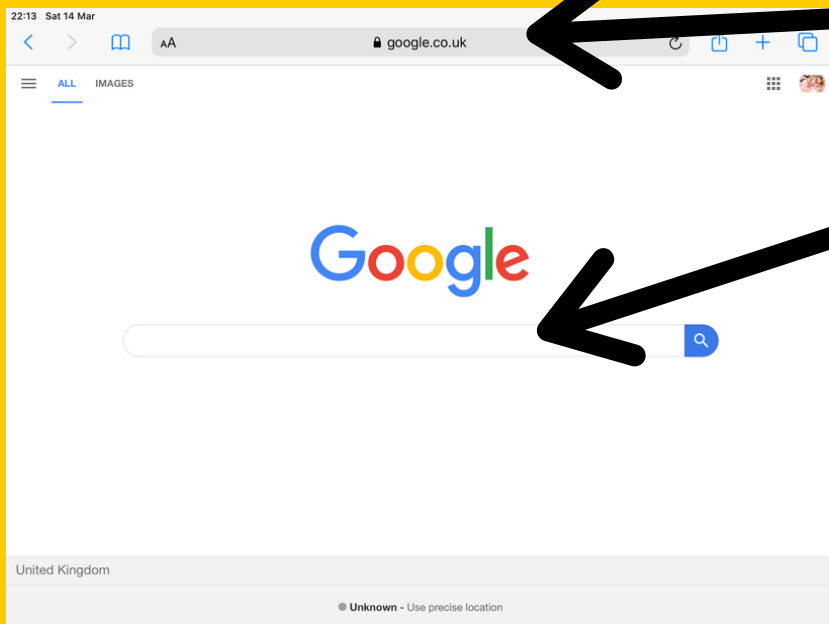 22:13 Sat 14 Mar
AA google.co.uk
ALL IMAGES
Google
United Kingdom
Unknown - Use precise location